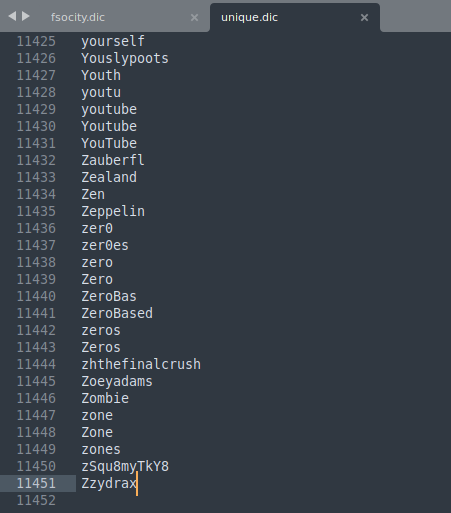 fsocity.dic × unique.dic ×
11425 yourself
11426 Youslypoots
11427 Youth
11428 youtu
11429 youtube
11430 Youtube
11431 YouTube
11432 Zauberfl
11433 Zealand
11434 Zen
11435 Zeppelin
11436 zer0
11437 zer0es
11438 zero
11439 Zero
11440 ZeroBas
11441 ZeroBased
11442 zeros
11443 Zeros
11444 zhthefinalcrush
11445 Zoeyadams
11446 Zombie
11447 zone
11448 Zone
11449 zones
11450 zSqu8myTkY8
11451 Zzydrax
11452